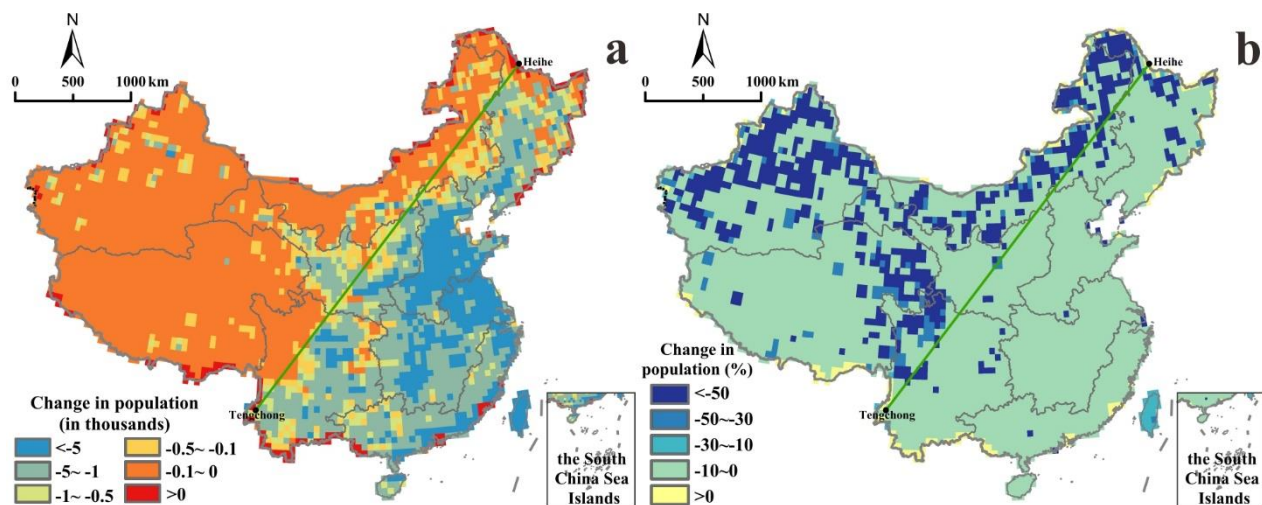 N
a
0 500 1000 km
Heihe
Tengchong
Change in population
(in thousands)
<-5
-5~ -1
-1~ -0.5
-0.5~ -0.1
-0.1~ 0
>0
the South
China Sea
Islands
N
b
0 500 1000 km
Heihe
Tengchong
Change in
population (%)
<-50
-50~-30
-30~-10
-10~0
>0
the South
China Sea
Islands